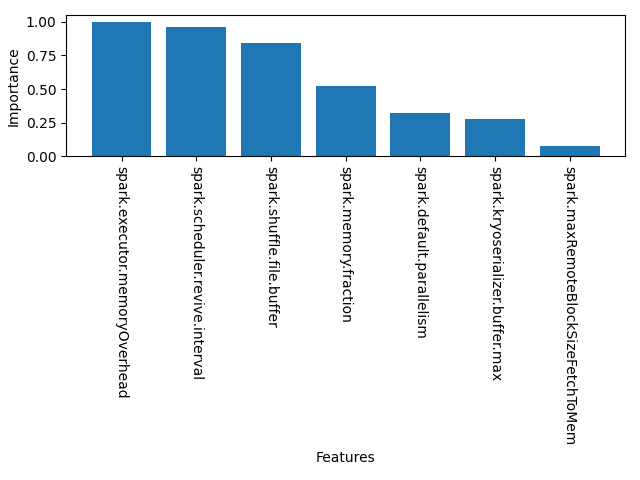 Importance
1.00
0.75
0.50
0.25
0.00
spark.executor.memoryOverhead
spark.scheduler.revive.interval
spark.shuffle.file.buffer
spark.memory.fraction
spark.default.parallelism
spark.kryoserializer.buffer.max
spark.maxRemoteBlockSizeFetchToMem
Features